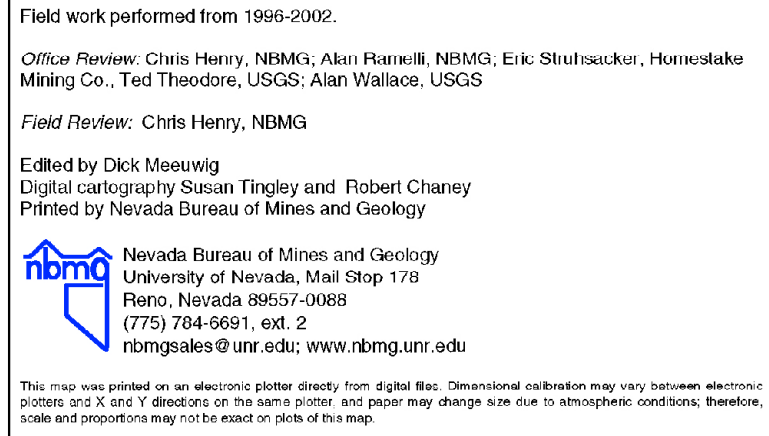 Field work performed from 1996-2002.
Office Review: Chris Henry, NBMG; Alan Ramelli, NBMG; Eric Struhsacker, Homestake
Mining Co., Ted Theodore, USGS; Alan Wallace, USGS
Field Review: Chris Henry, NBMG
Edited by Dick Meeuwig
Digital cartography Susan Tingley and Robert Chaney
Printed by Nevada Bureau of Mines and Geology
nbmg
Nevada Bureau of Mines and Geology
University of Nevada, Mail Stop 178
Reno, Nevada 89557-0088
(775) 784-6691, ext. 2
nbmgsales@unr.edu; www.nbmg.unr.edu
This map was printed on an electronic plotter directly from digital files. Dimensional calibration may vary between electronic
plotters and X and Y directions on the same plotter, and paper may change size due to atmospheric conditions; therefore,
scale and proportions may not be exact on plots of this map.